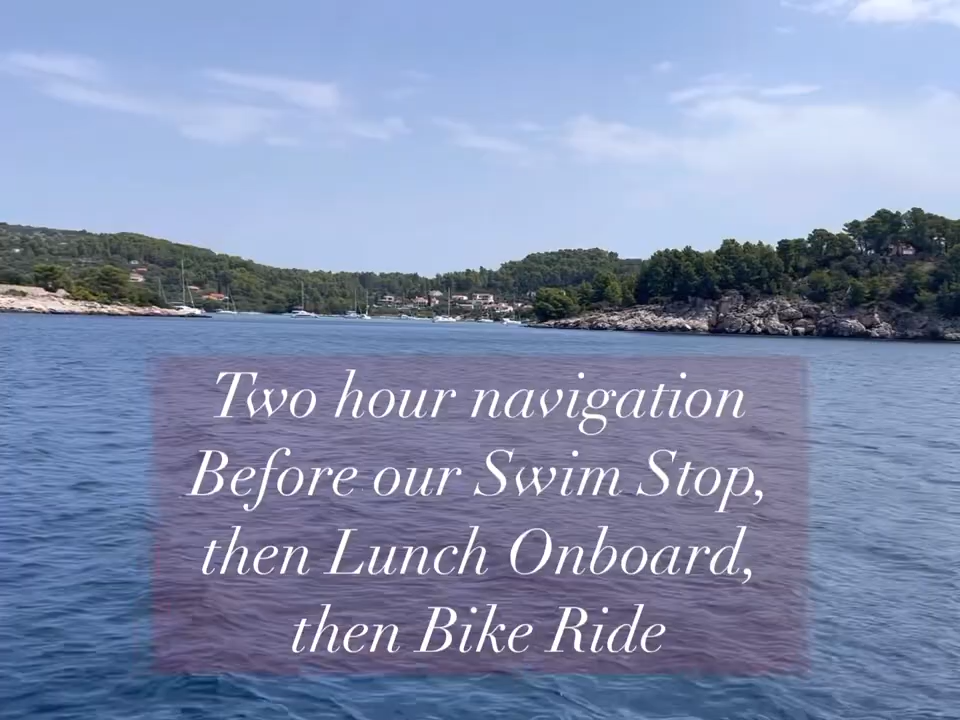 Two hour navigation
Before our Swim Stop,
then Lunch Onboard,
then Bike Ride